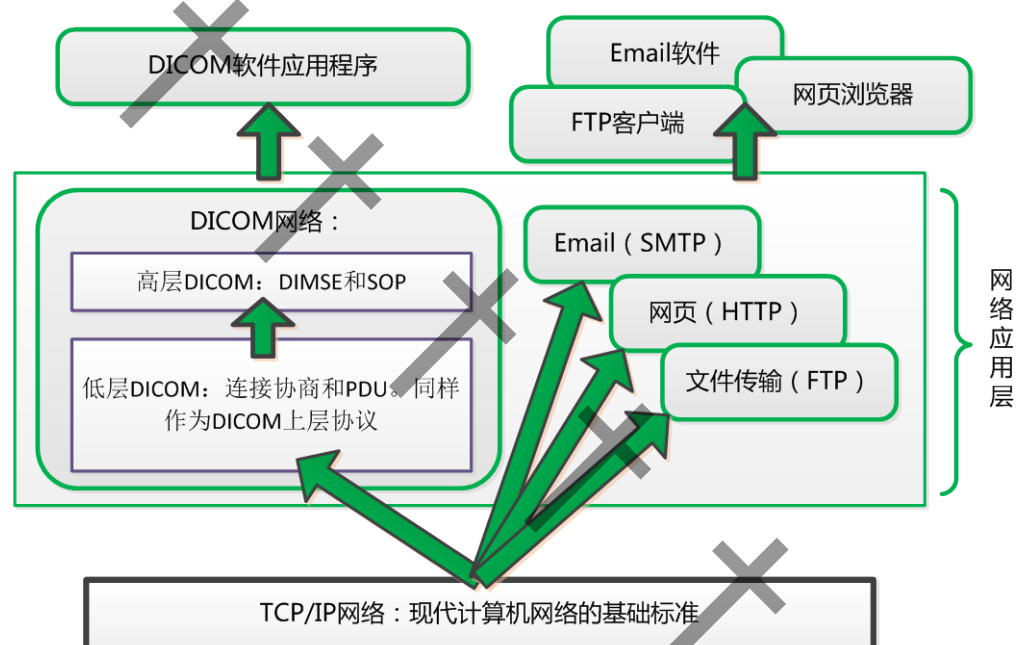 DICOM软件应用程序
Email软件
网页浏览器
FTP客户端
DICOM网络：
高层DICOM：DIMSE和SOP
低层DICOM：连接协商和PDU。同样
作为DICOM上层协议
Email（SMTP）
网页（HTTP）
文件传输（FTP）
网络应用层
TCP/IP网络：现代计算机网络的基础标准